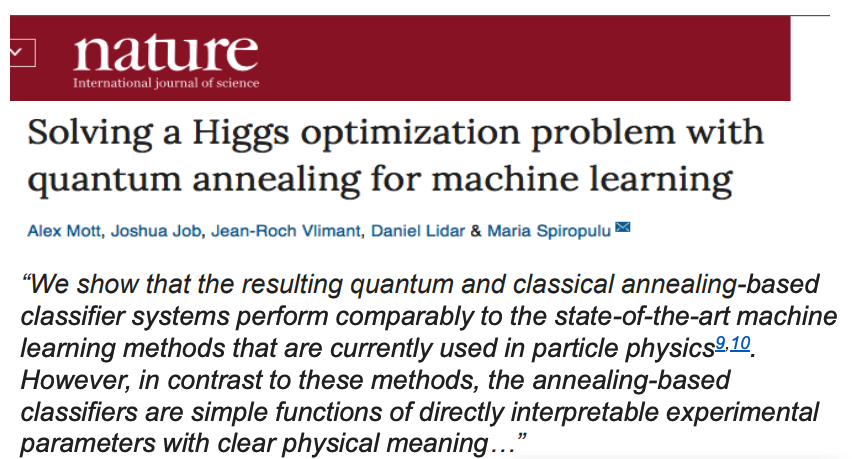 nature
International journal of science
Solving a Higgs optimization problem with
quantum annealing for machine learning
Alex Mott, Joshua Job, Jean-Roch Vlimant, Daniel Lidar & Maria Spiropulu
“We show that the resulting quantum and classical annealing-based
classifier systems perform comparably to the state-of-the-art machine
learning methods that are currently used in particle physics9,10.
However, in contrast to these methods, the annealing-based
classifiers are simple functions of directly interpretable experimental
parameters with clear physical meaning…”